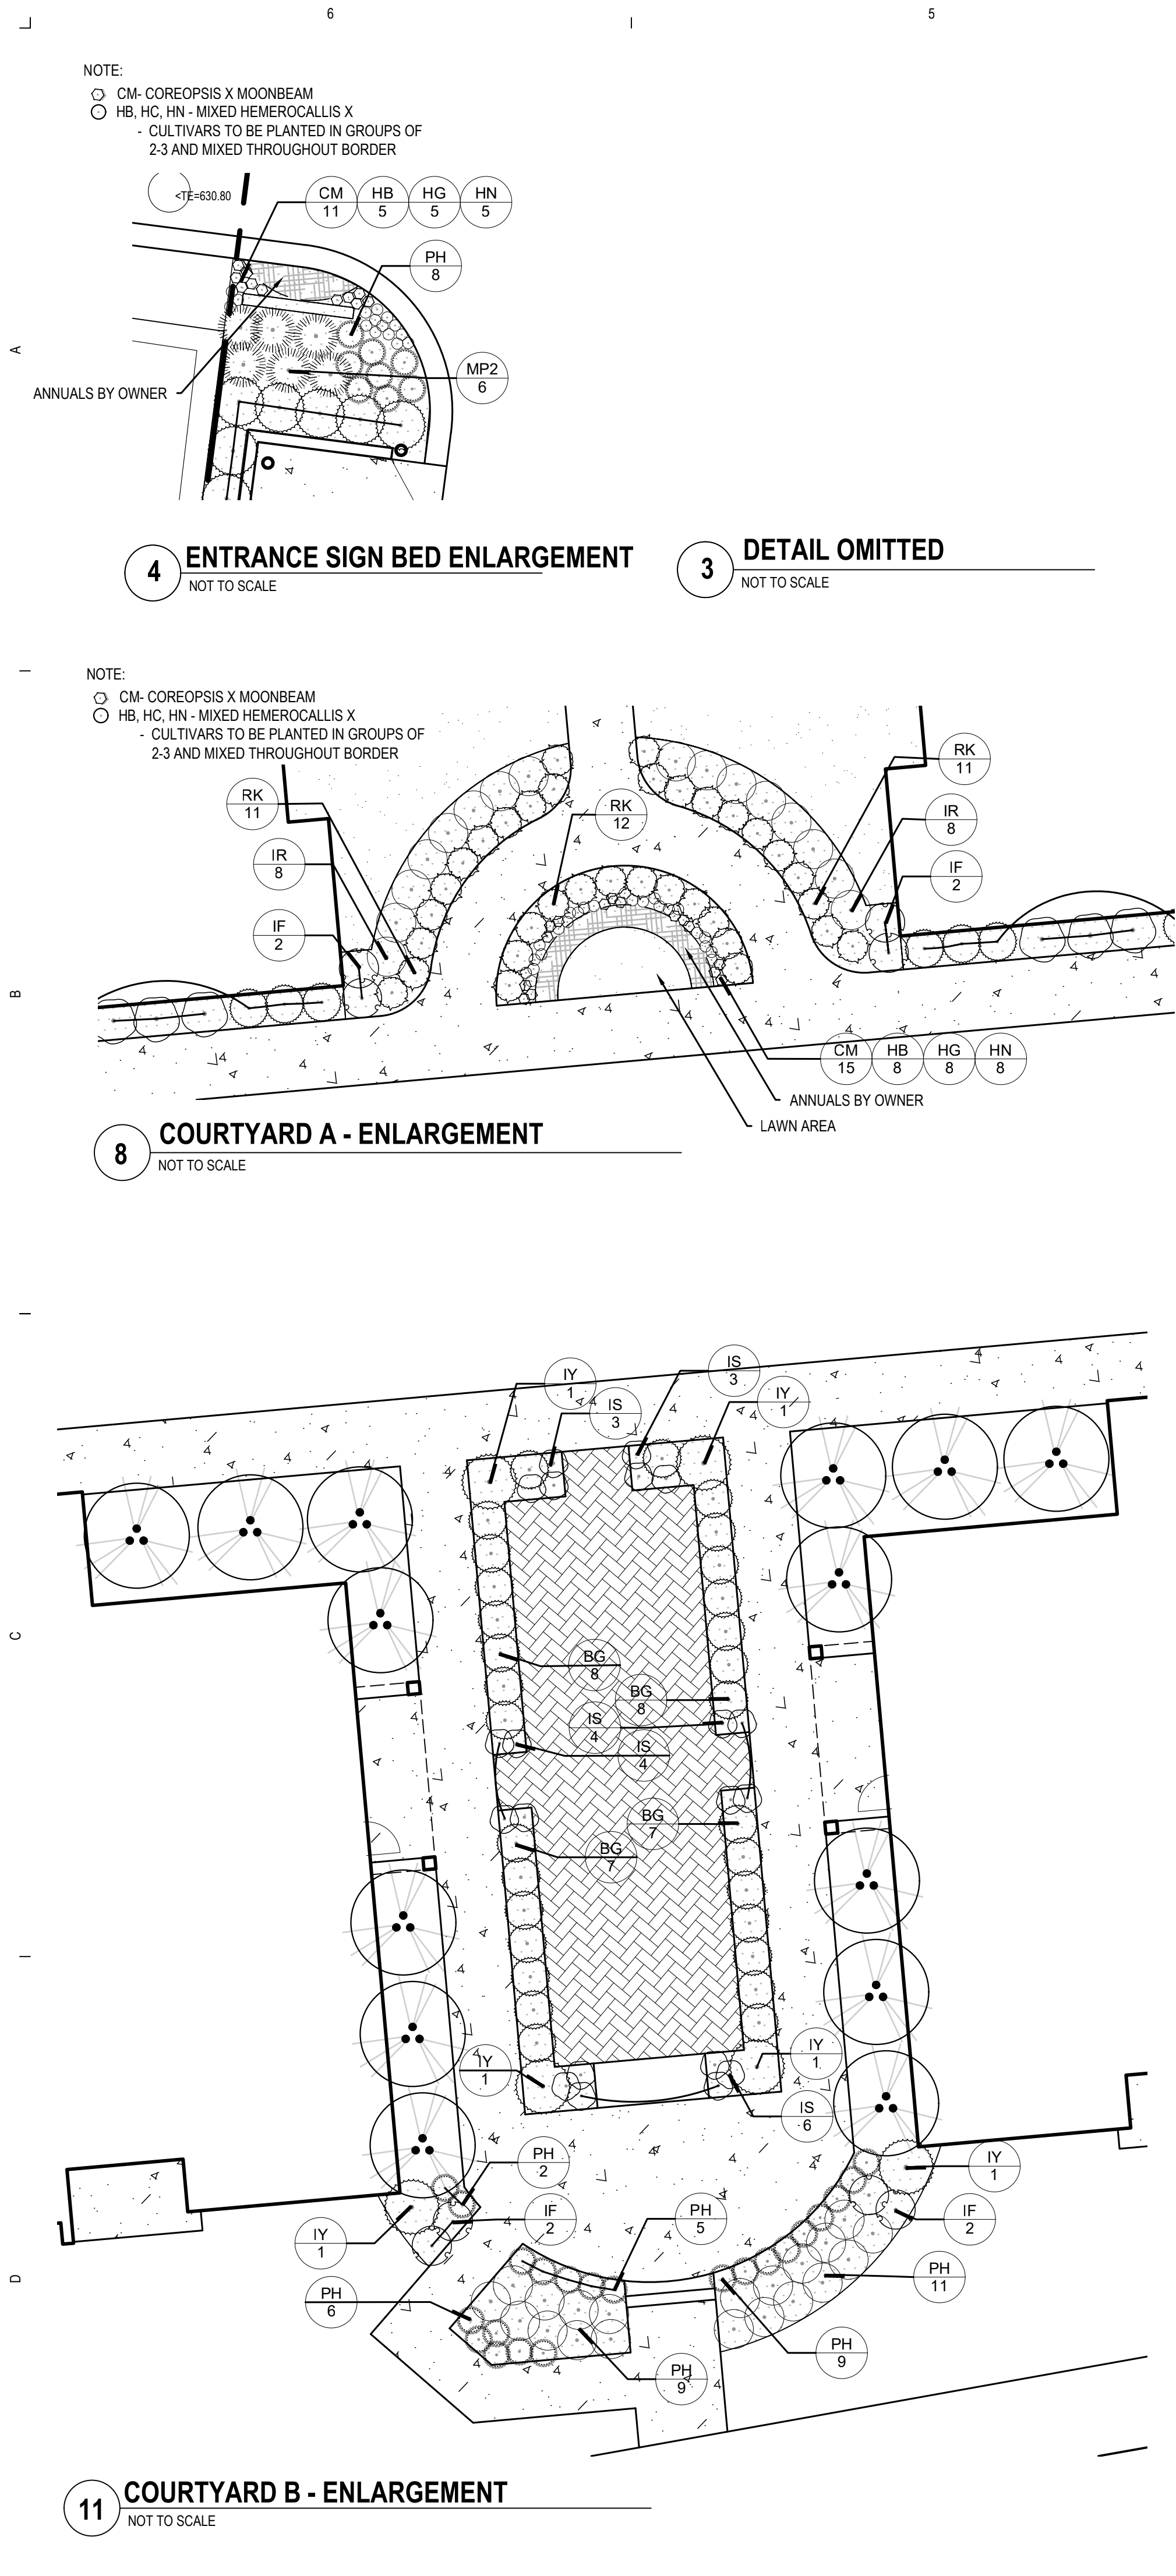 6
5
NOTE:
CM- COREOPSIS X MOONBEAM
HB, HC, HN - MIXED HEMEROCALLIS X
- CULTIVARS TO BE PLANTED IN GROUPS OF
2-3 AND MIXED THROUGHOUT BORDER
<TE=630.80
CM HB HG HN
11 5 5 5
PH
8
A
MP2
6
ANNUALS BY OWNER
4
ENTRANCE SIGN BED ENLARGEMENT
NOT TO SCALE
3
DETAIL OMITTED
NOT TO SCALE
NOTE:
CM- COREOPSIS X MOONBEAM
HB, HC, HN - MIXED HEMEROCALLIS X
- CULTIVARS TO BE PLANTED IN GROUPS OF
2-3 AND MIXED THROUGHOUT BORDER
RK
11
RK
11
RK
12
IR
8
IR
8
IF
2
IF
2
B
CM HB HG HN
15 8 8 8
ANNUALS BY OWNER
LAWN AREA
8
COURTYARD A - ENLARGEMENT
NOT TO SCALE
IY
1
IS
3
IS
3
IY
1
C
BG
8
BG
8
IS
4
IS
4
BG
7
BG
7
IY
1
IY
1
IS
6
PH
2
IY
1
IF
2
PH
5
IF
2
IY
1
D
PH
6
PH
11
PH
9
PH
9
11
COURTYARD B - ENLARGEMENT
NOT TO SCALE